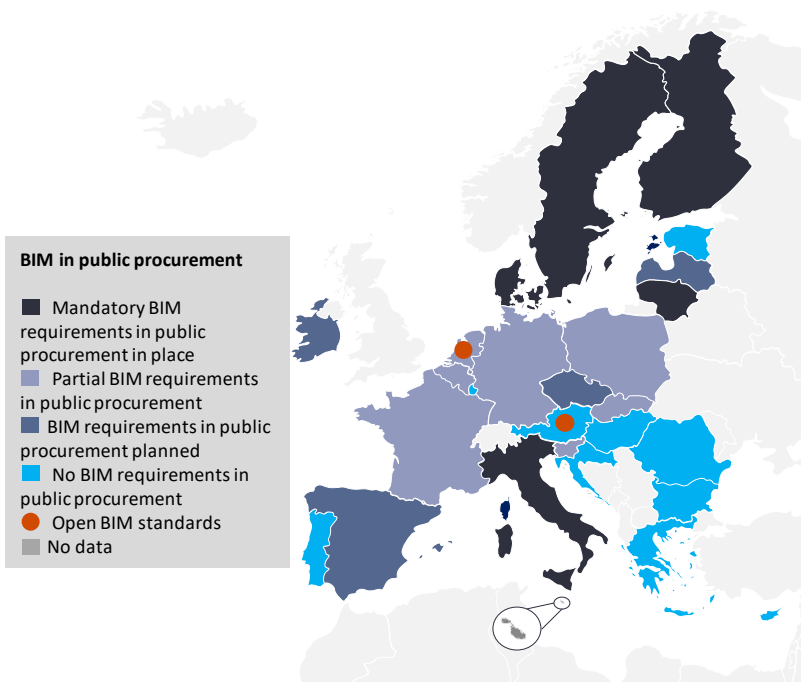 BIM in public procurement
Mandatory BIM
requirements in public
procurement in place
Partial BIM requirements
in public procurement
BIM requirements in public
procurement planned
No BIM requirements in
public procurement
Open BIM standards
No data